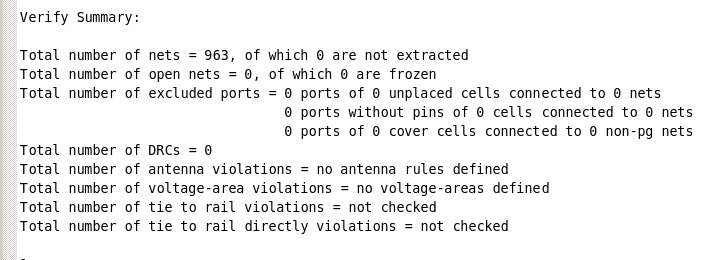 Verify Summary:
Total number of nets = 963, of which 0 are not extracted
Total number of open nets = 0, of which 0 are frozen
Total number of excluded ports = 0 ports of 0 unplaced cells connected to 0 nets
0 ports without pins of 0 cells connected to 0 nets
0 ports of 0 cover cells connected to 0 non-pg nets
Total number of DRCs = 0
Total number of antenna violations = no antenna rules defined
Total number of voltage-area violations = no voltage-areas defined
Total number of tie to rail violations = not checked
Total number of tie to rail directly violations = not checked